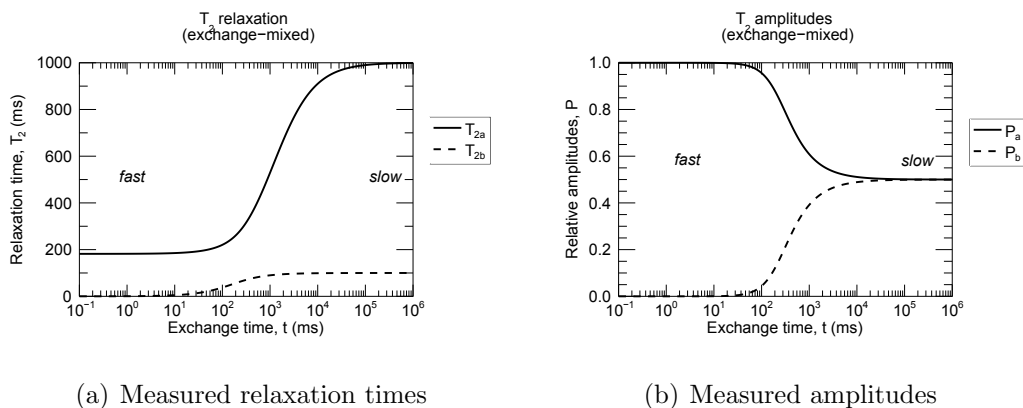 T₂ relaxation
(exchange−mixed)
1000
800
600
400
200
0
Relaxation time, T₂ (ms)
fast
slow
10⁻¹ 10⁰ 10¹ 10² 10³ 10⁴ 10⁵ 10⁶
Exchange time, t (ms)
T₂ₐ
T₂b
(a) Measured relaxation times
T₂ amplitudes
(exchange−mixed)
1.0
0.8
0.6
0.4
0.2
0.0
Relative amplitudes, P
fast
slow
10⁻¹ 10⁰ 10¹ 10² 10³ 10⁴ 10⁵ 10⁶
Exchange time, t (ms)
Pₐ
P_b
(b) Measured amplitudes